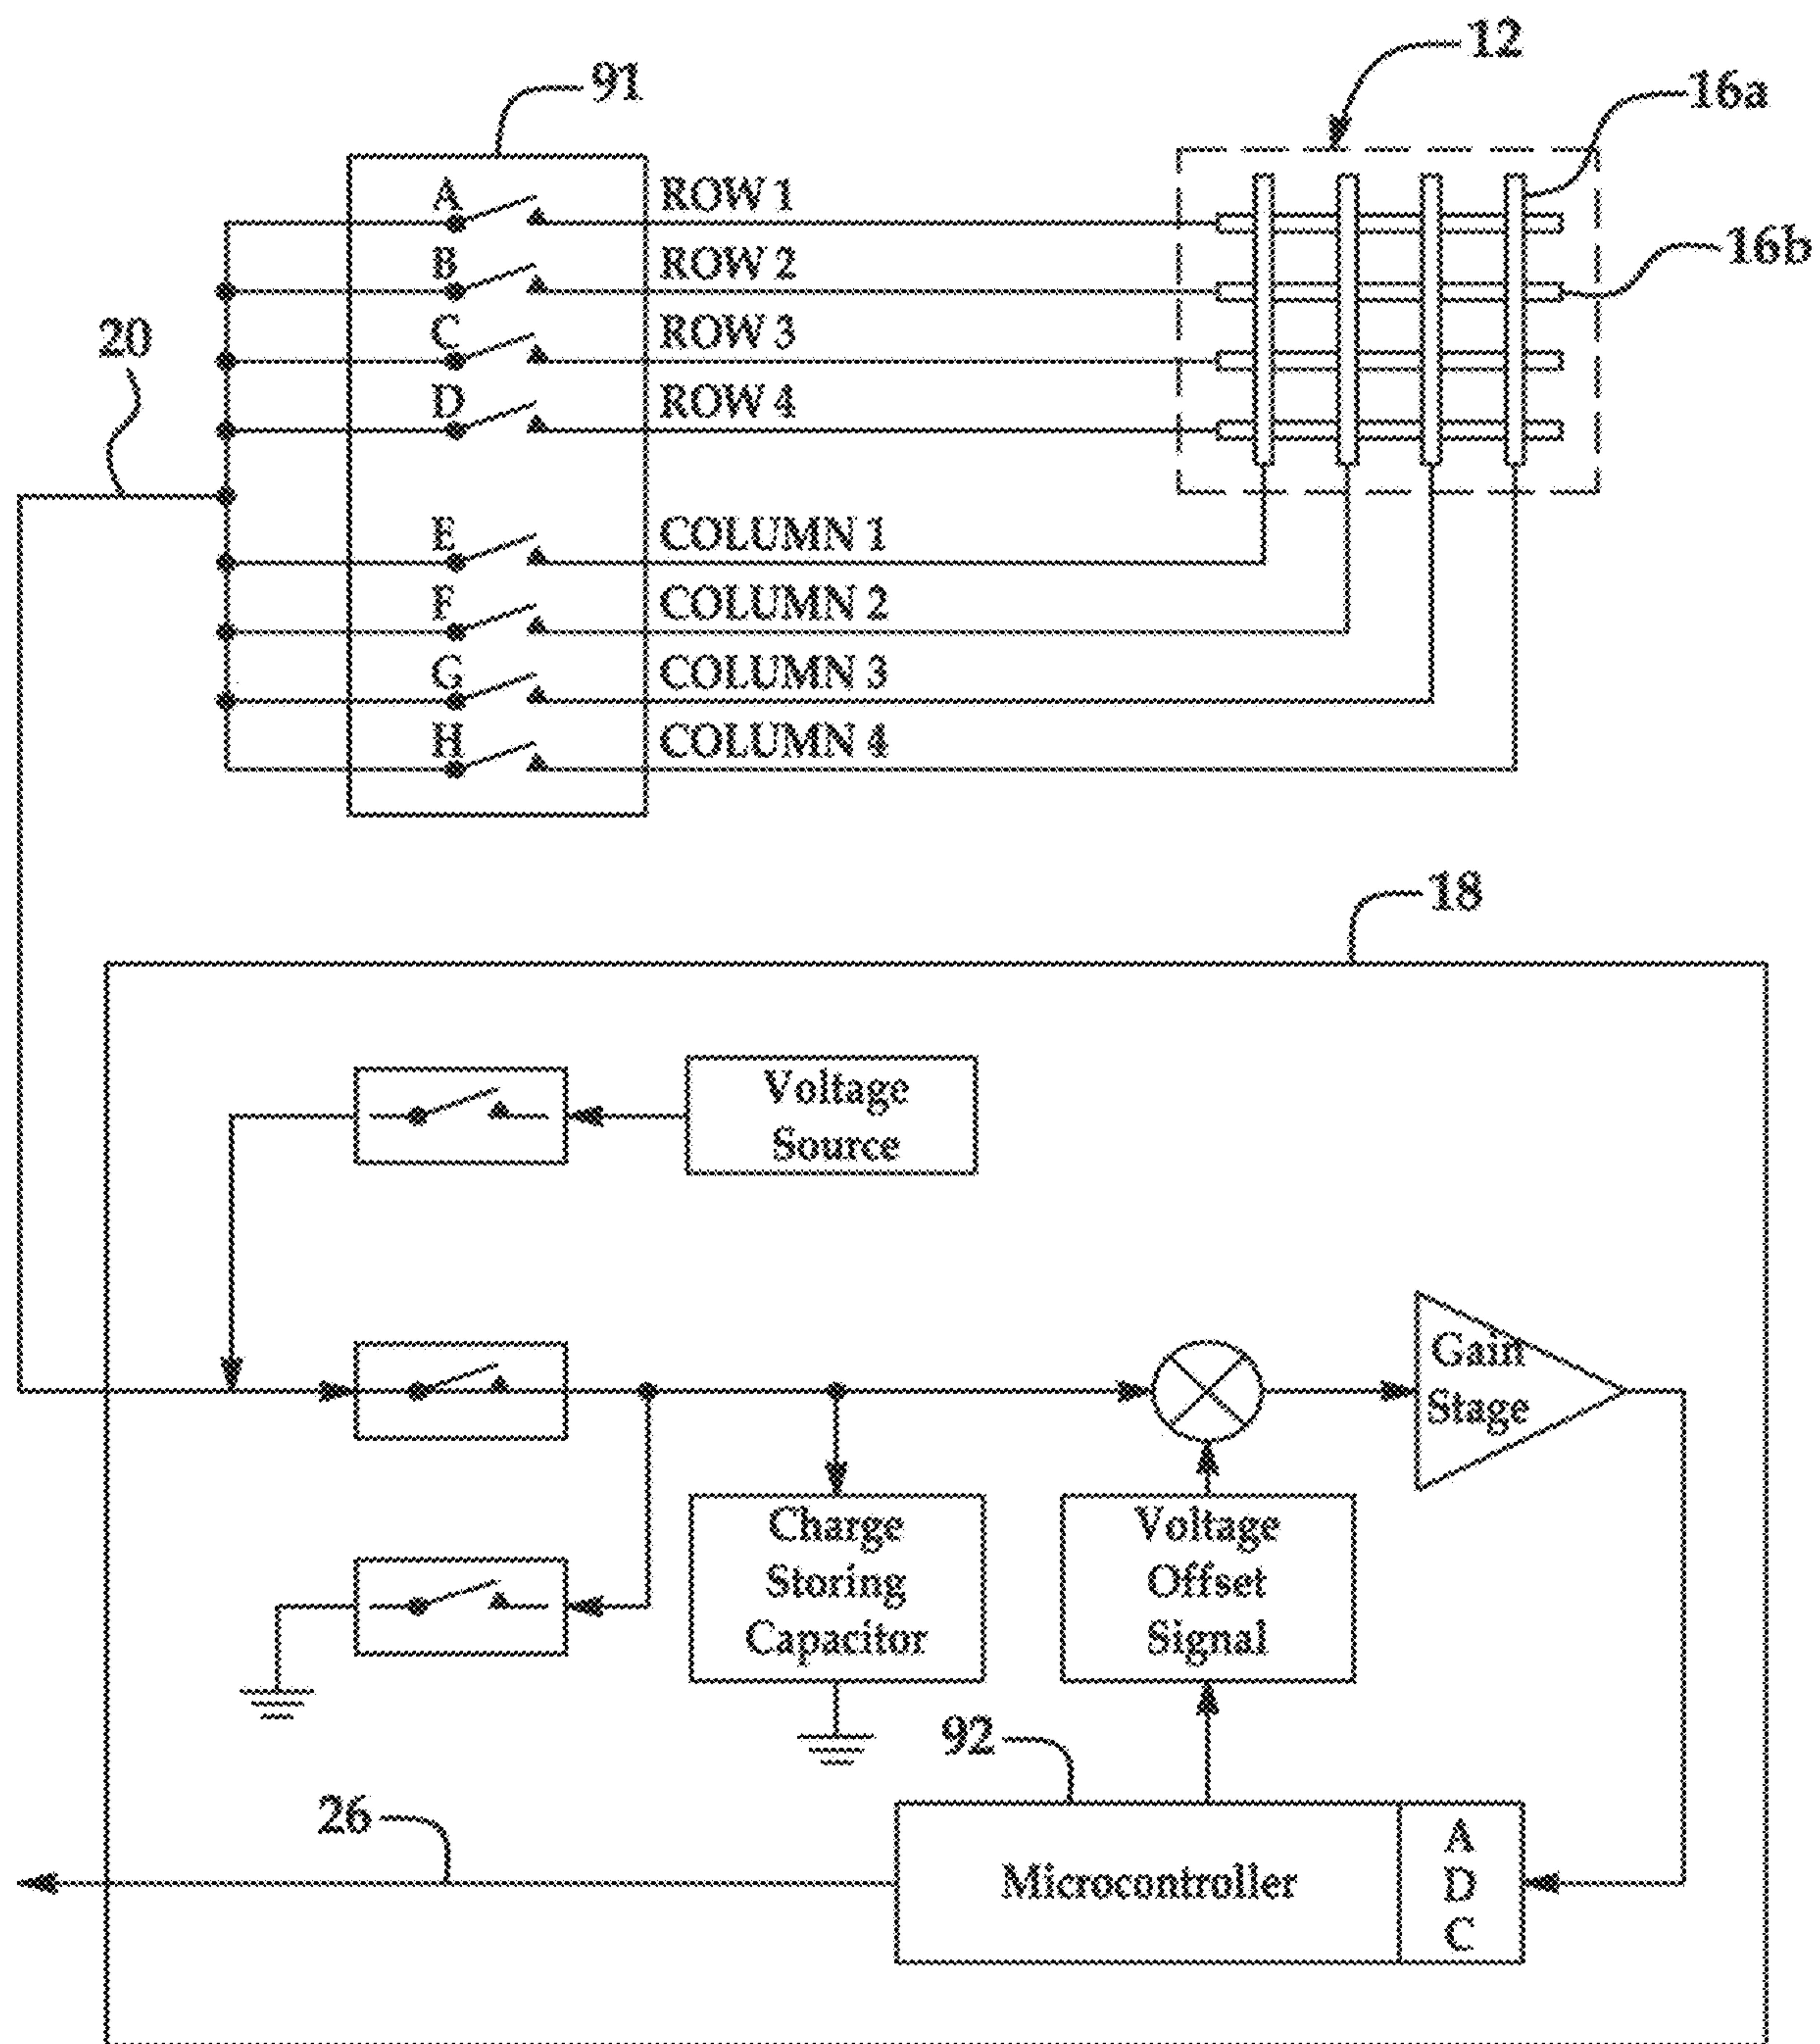 12
91
16a
A
ROW 1
16b
B
ROW 2
20
C
ROW 3
D
ROW 4
E
COLUMN 1
F
COLUMN 2
G
COLUMN 3
H
COLUMN 4
18
Voltage
Source
Gain
Stage
Charge
Storing
Capacitor
Voltage
Offset
Signal
92
26
Microcontroller
A
D
C